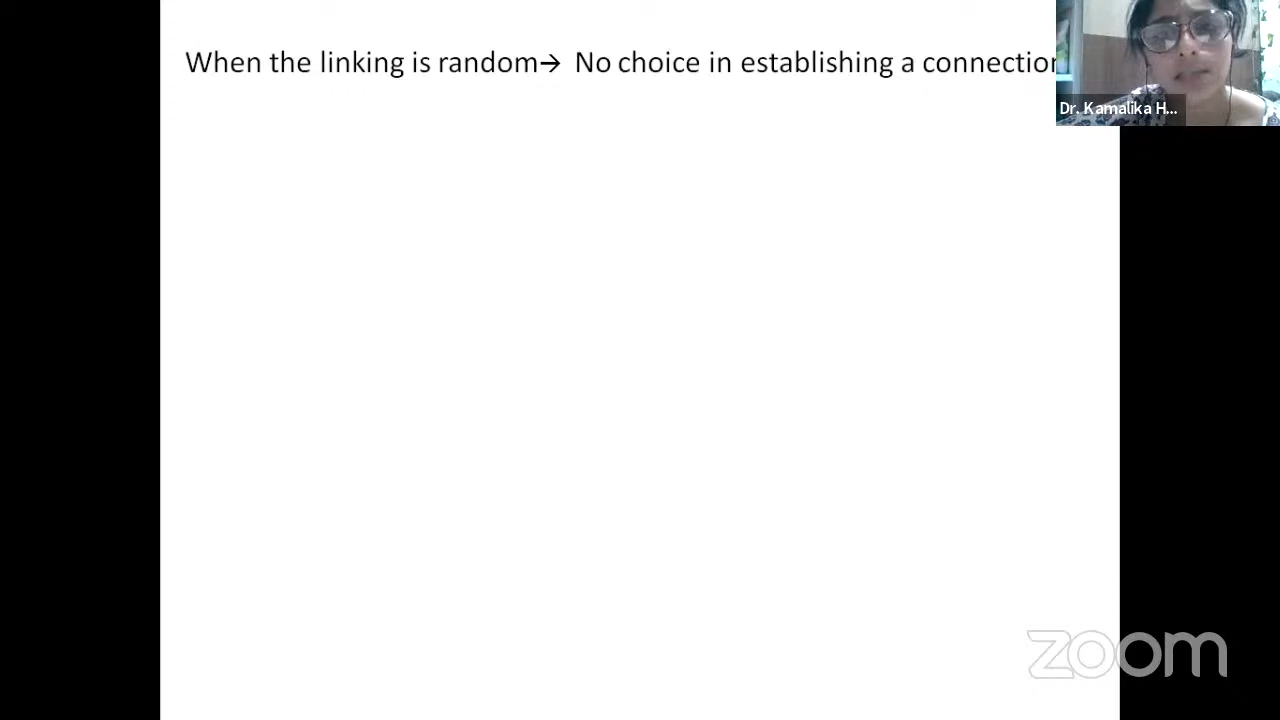 When the linking is random→ No choice in establishing a connection
Dr. Kamalika H...
zoom